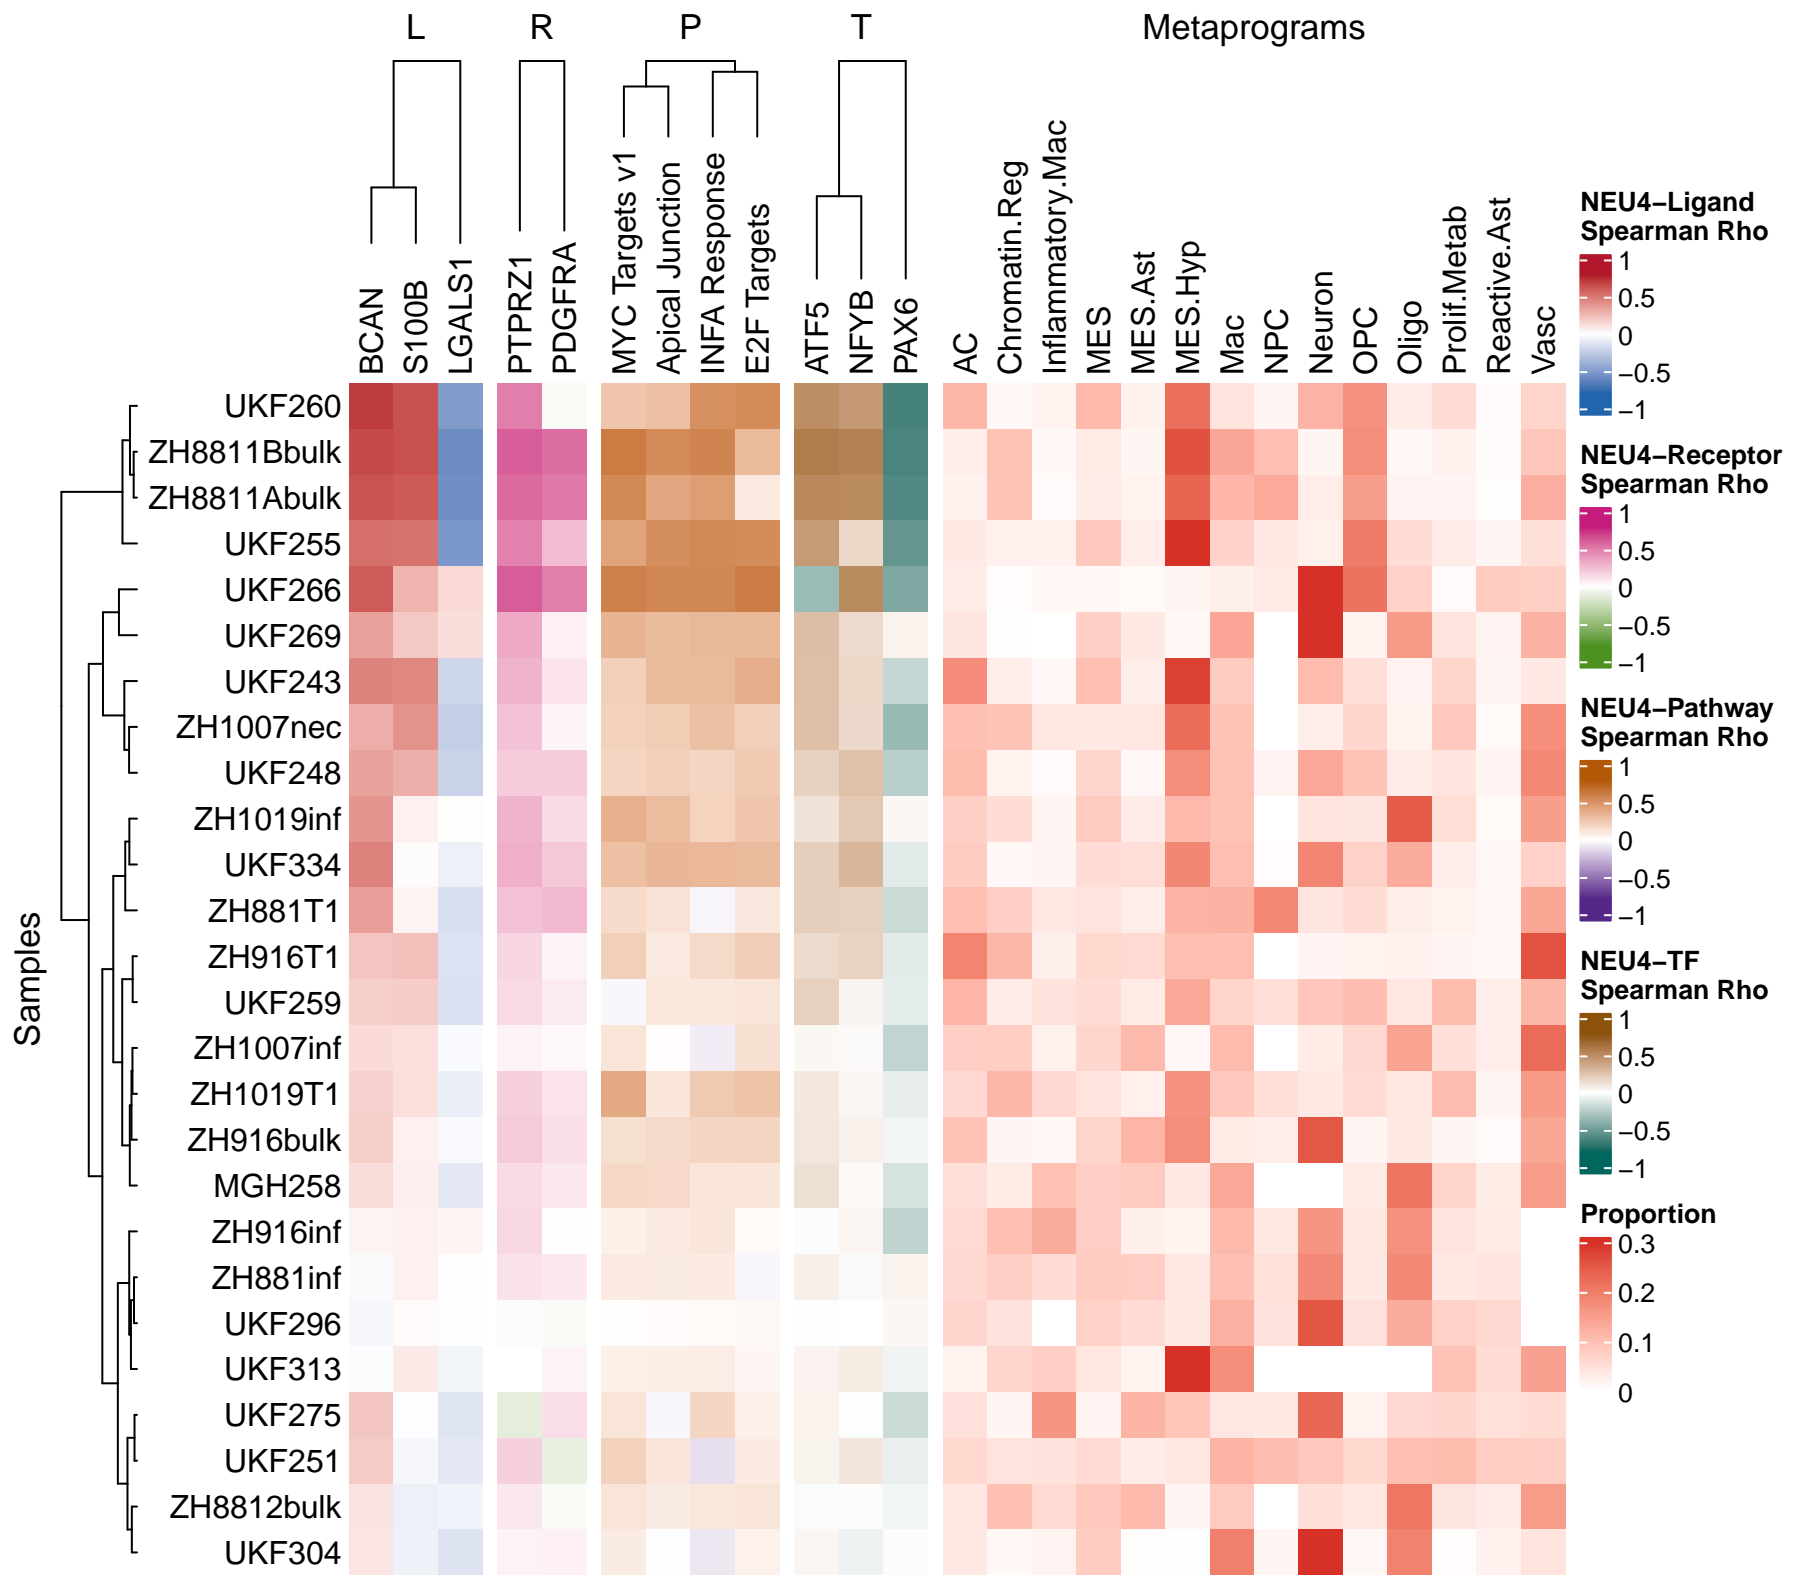 L R P T Metaprograms
BCAN S100B LGALS1 PTPRZ1 PDGFRA MYC Targets v1 Apical Junction INFA Response E2F Targets ATF5 NFYB PAX6 AC Chromatin.Reg Inflammatory.Mac MES MES.Ast MES.Hyp Mac NPC Neuron OPC Oligo Prolif.Metab Reactive.Ast Vasc
Samples
UKF260
ZH8811Bbulk
ZH8811Abulk
UKF255
UKF266
UKF269
UKF243
ZH1007nec
UKF248
ZH1019inf
UKF334
ZH881T1
ZH916T1
UKF259
ZH1007inf
ZH1019T1
ZH916bulk
MGH258
ZH916inf
ZH881inf
UKF296
UKF313
UKF275
UKF251
ZH8812bulk
UKF304
NEU4−Ligand
Spearman Rho
1
0.5
0
−0.5
−1
NEU4−Receptor
Spearman Rho
1
0.5
0
−0.5
−1
NEU4−Pathway
Spearman Rho
1
0.5
0
−0.5
−1
NEU4−TF
Spearman Rho
1
0.5
0
−0.5
−1
Proportion
0.3
0.2
0.1
0